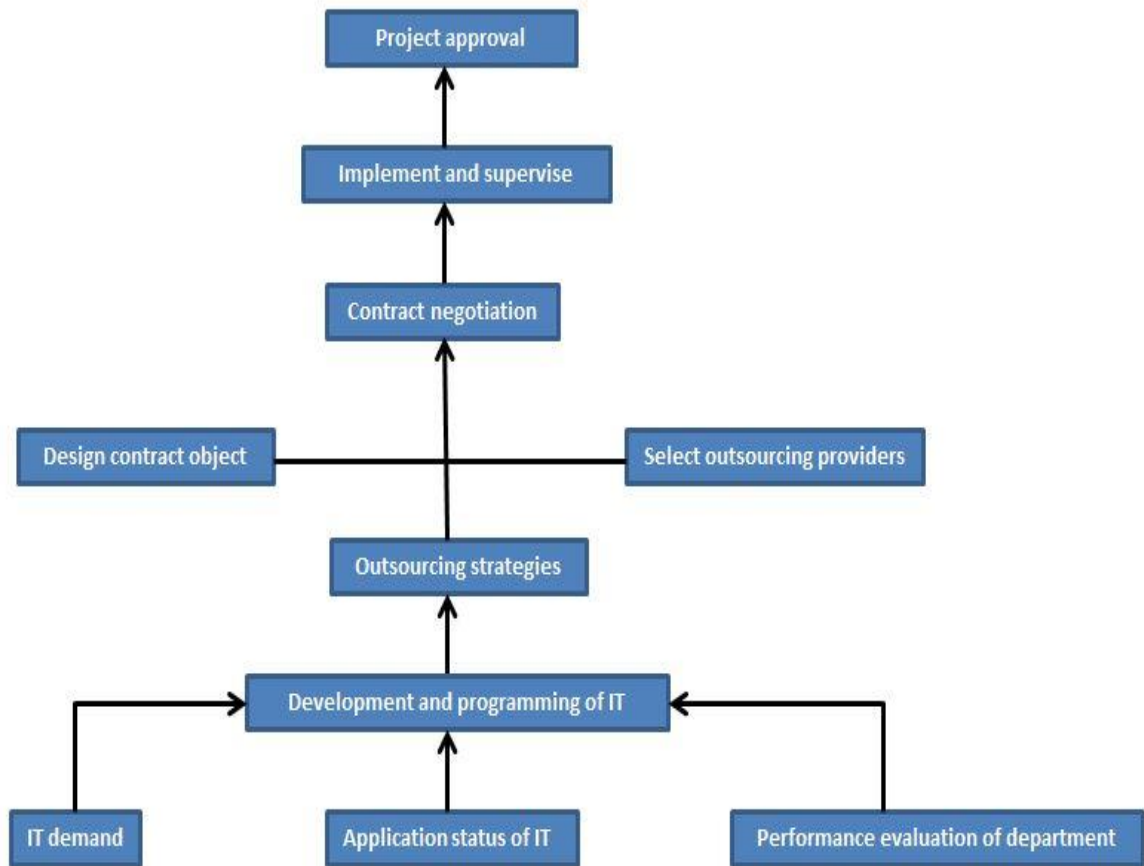 Project approval
Implement and supervise
Contract negotiation
Design contract object
Select outsourcing providers
Outsourcing strategies
Development and programming of IT
IT demand
Application status of IT
Performance evaluation of department